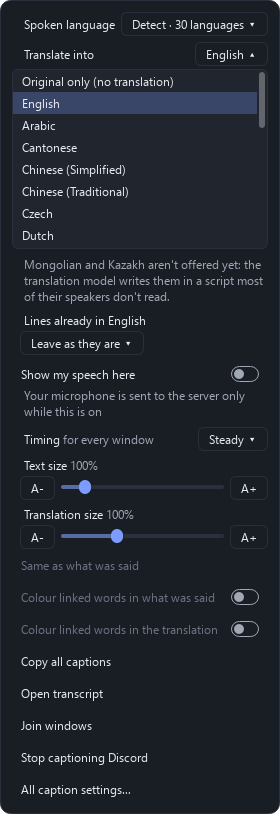 Spoken language Detect · 30 languages ▾
Translate into English ▴
Original only (no translation)
English
Arabic
Cantonese
Chinese (Simplified)
Chinese (Traditional)
Czech
Dutch
Mongolian and Kazakh aren't offered yet: the
translation model writes them in a script most
of their speakers don't read.
Lines already in English
Leave as they are ▾
Show my speech here
Your microphone is sent to the server only
while this is on
Timing for every window Steady ▾
Text size 100%
A- A+
Translation size 100%
A- A+
Same as what was said
Colour linked words in what was said
Colour linked words in the translation
Copy all captions
Open transcript
Join windows
Stop captioning Discord
All caption settings...